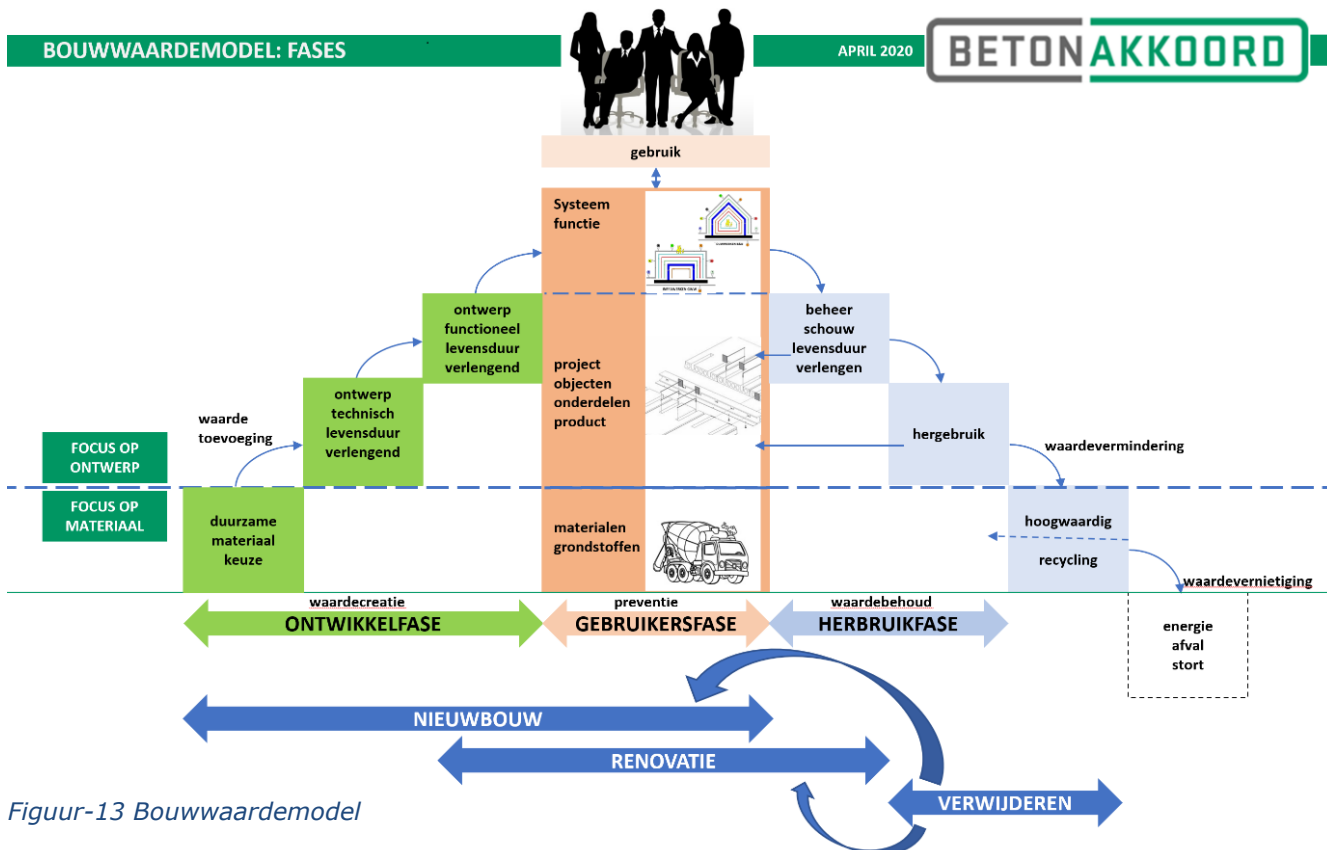 BOUWWAARDEMODEL: FASES
APRIL 2020
BETONAKKOORD
gebruik
Systeem
functie
ontwerp
functioneel
levensduur
verlengend
beheer
schouw
levensduur
verlengen
project
objecten
onderdelen
product
ontwerp
technisch
levensduur
verlengend
waarde
toevoeging
hergebruik
waardevermindering
FOCUS OP
ONTWERP
FOCUS OP
MATERIAAL
duurzame
materiaal
keuze
materialen
grondstoffen
hoogwaardig
recycling
waardevernietiging
waardecreatie
ONTWIKKELFASE
preventie
GEBRUIKERSFASE
waardebehoud
HERBRUIKFASE
energie
afval
stort
NIEUWBOUW
RENOVATIE
VERWIJDEREN
Figuur-13 Bouwwaardemodel